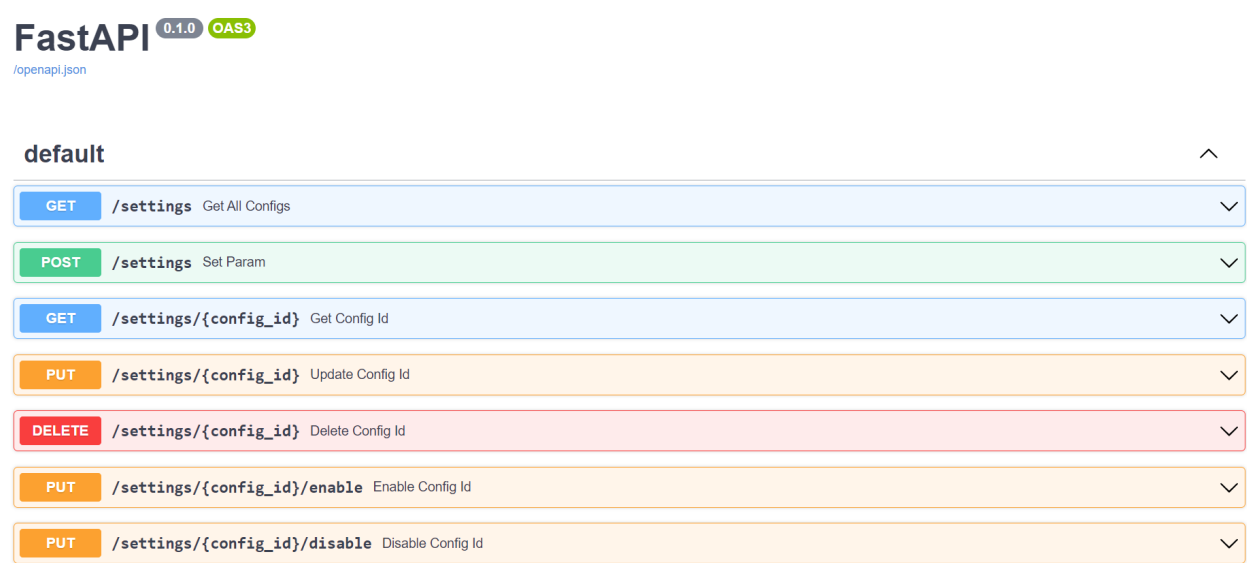 FastAPI 0.1.0 OAS3
/openapi.json
default
GET /settings Get All Configs
POST /settings Set Param
GET /settings/{config_id} Get Config Id
PUT /settings/{config_id} Update Config Id
DELETE /settings/{config_id} Delete Config Id
PUT /settings/{config_id}/enable Enable Config Id
PUT /settings/{config_id}/disable Disable Config Id